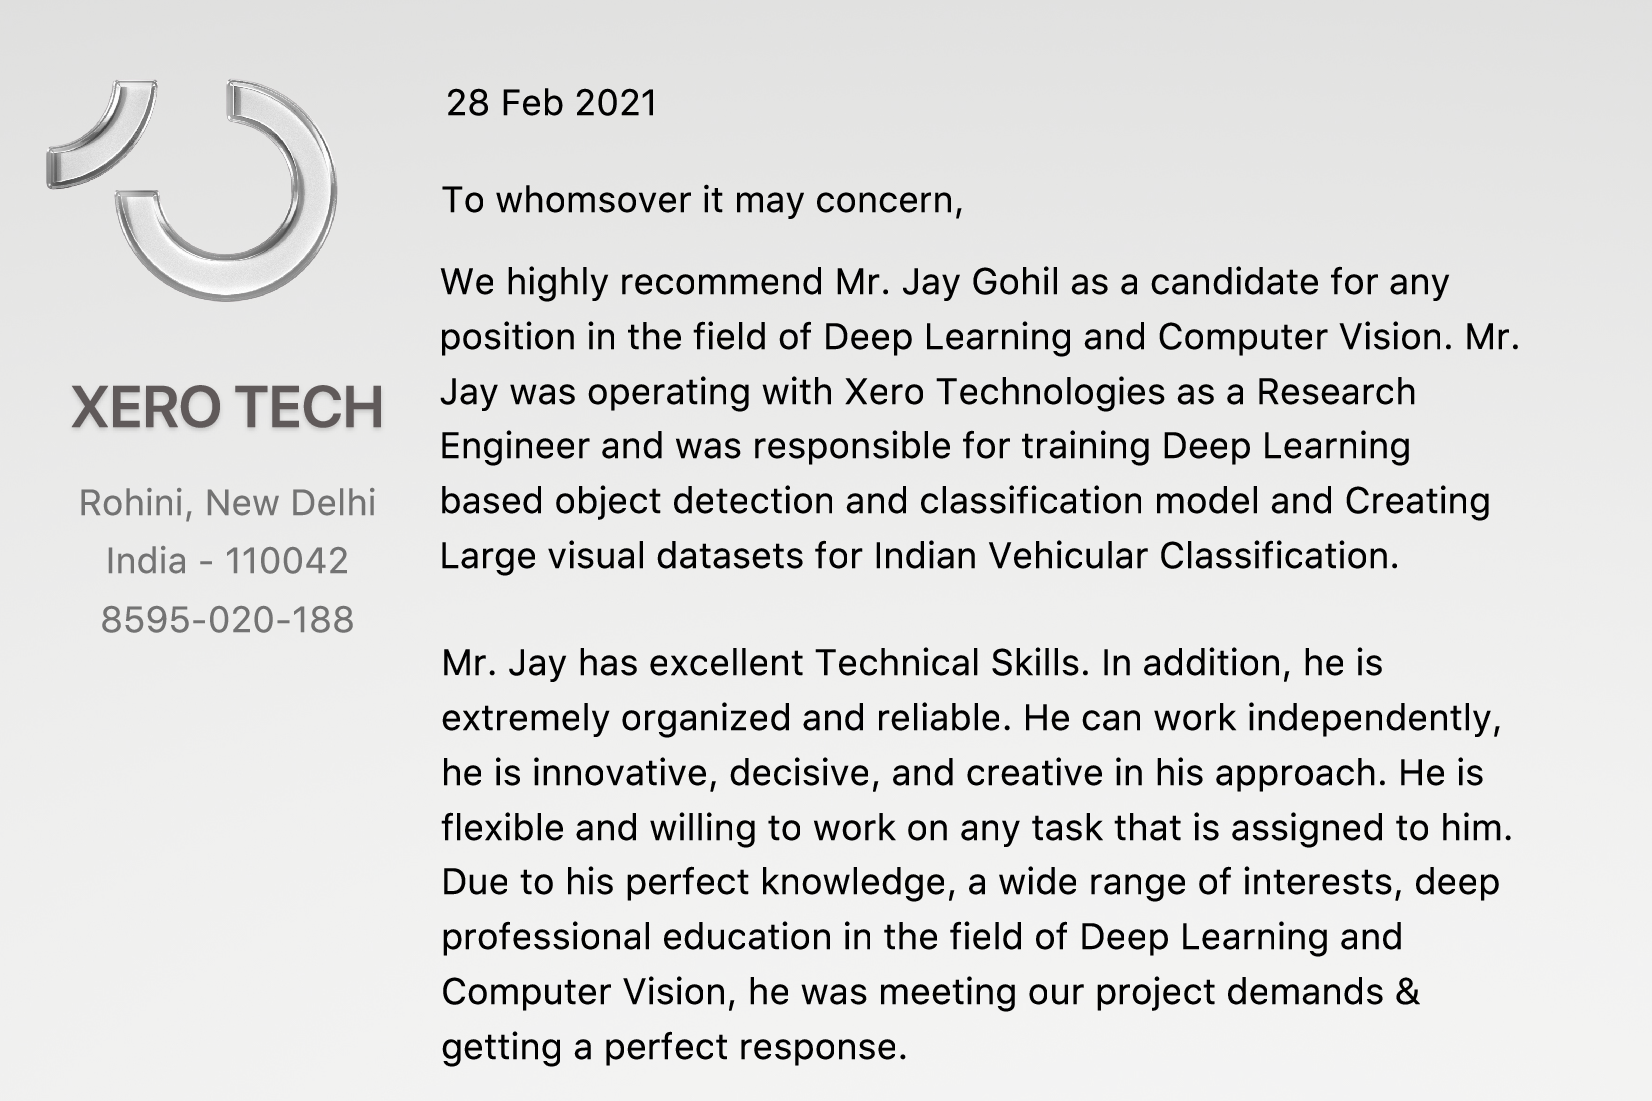 28 Feb 2021
To whomsover it may concern,
We highly recommend Mr. Jay Gohil as a candidate for any
position in the field of Deep Learning and Computer Vision. Mr.
Jay was operating with Xero Technologies as a Research
Engineer and was responsible for training Deep Learning
based object detection and classification model and Creating
Large visual datasets for Indian Vehicular Classification.
Mr. Jay has excellent Technical Skills. In addition, he is
extremely organized and reliable. He can work independently,
he is innovative, decisive, and creative in his approach. He is
flexible and willing to work on any task that is assigned to him.
Due to his perfect knowledge, a wide range of interests, deep
professional education in the field of Deep Learning and
Computer Vision, he was meeting our project demands &
getting a perfect response.
XERO TECH
Rohini, New Delhi
India - 110042
8595-020-188